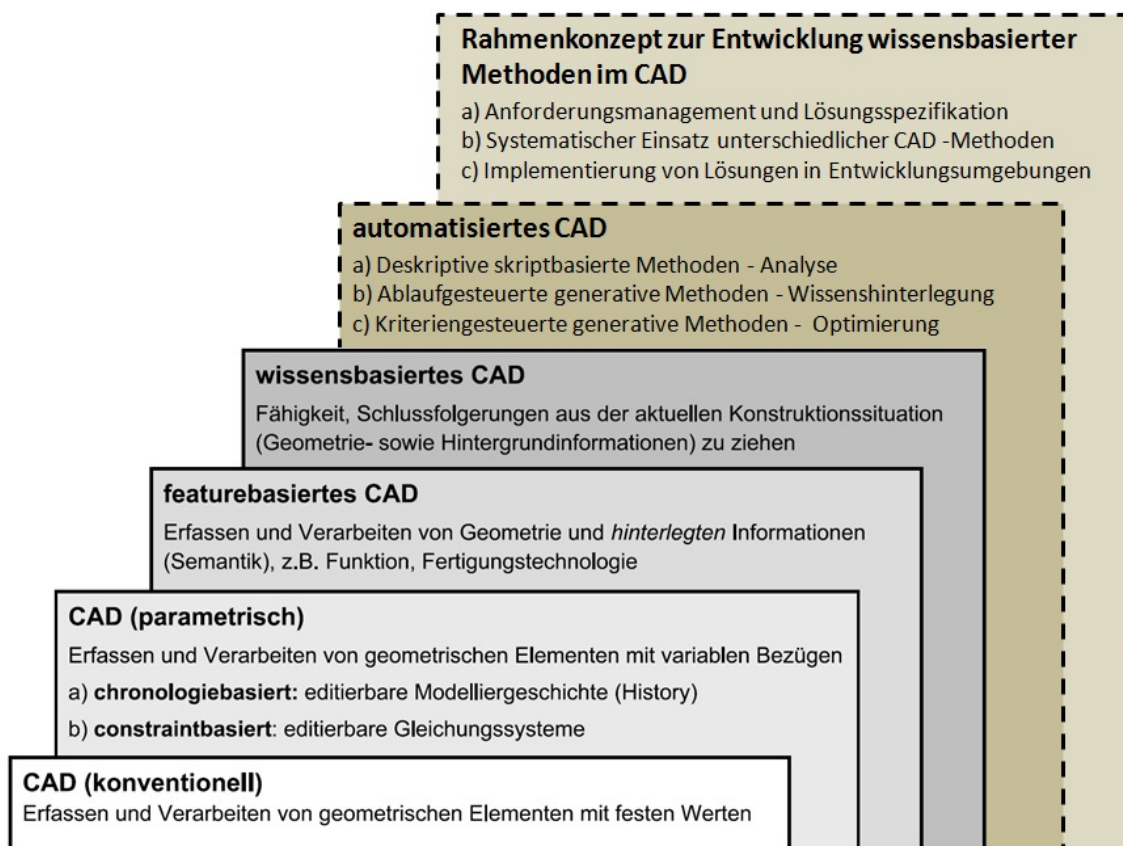 Rahmenkonzept zur Entwicklung wissensbasierter
Methoden im CAD
a) Anforderungsmanagement und Lösungsspezifikation
b) Systematischer Einsatz unterschiedlicher CAD -Methoden
c) Implementierung von Lösungen in Entwicklungsumgebungen
automatisiertes CAD
a) Deskriptive skriptbasierte Methoden - Analyse
b) Ablaufgesteuerte generative Methoden - Wissenshinterlegung
c) Kriteriengesteuerte generative Methoden - Optimierung
wissensbasiertes CAD
Fähigkeit, Schlussfolgerungen aus der aktuellen Konstruktionssituation
(Geometrie- sowie Hintergrundinformationen) zu ziehen
featurebasiertes CAD
Erfassen und Verarbeiten von Geometrie und hinterlegten Informationen
(Semantik), z.B. Funktion, Fertigungstechnologie
CAD (parametrisch)
Erfassen und Verarbeiten von geometrischen Elementen mit variablen Bezügen
a) chronologiebasiert: editierbare Modelliergeschichte (History)
b) constraintbasiert: editierbare Gleichungssysteme
CAD (konventionell)
Erfassen und Verarbeiten von geometrischen Elementen mit festen Werten